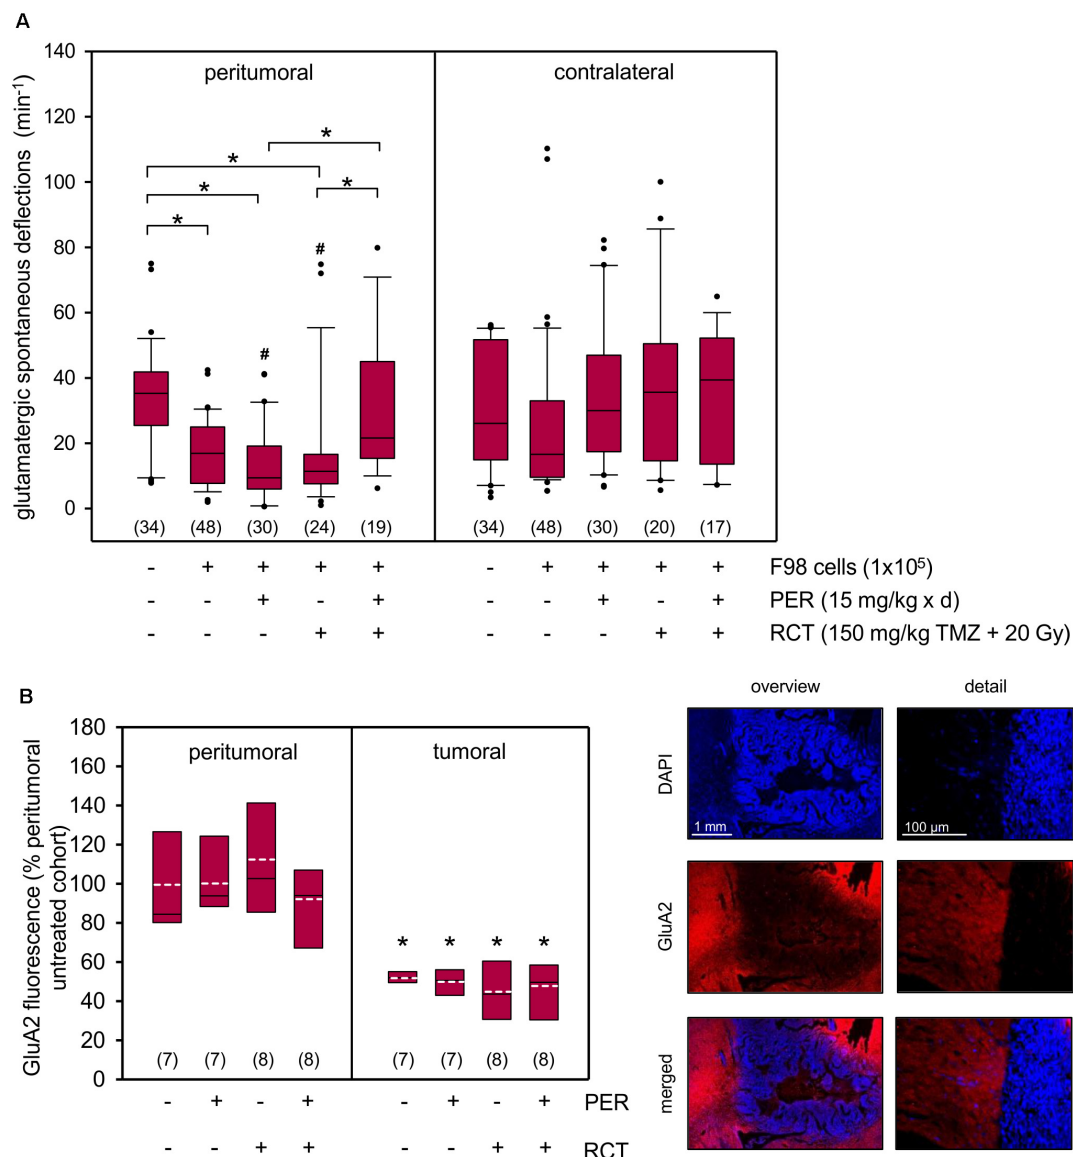 A
peritumoral
contralateral
glutamatergic spontaneous deflections (min-1)
140
120
100
80
60
40
20
0
* * * * *
# #
(34) (48) (30) (24) (19) (34) (48) (30) (20) (17)
- + + + + - + + + + F98 cells (1x10⁵)
- - + - + - - + - + PER (15 mg/kg x d)
- - - + + - - - + + RCT (150 mg/kg TMZ + 20 Gy)
B
peritumoral
tumoral
GluA2 fluorescence (% peritumoral
untreated cohort)
180
160
140
120
100
80
60
40
20
0
* * * *
(7) (7) (8) (8) (7) (7) (8) (8)
- + - + - + - + PER
- - + + - - + + RCT
overview
detail
DAPI
1 mm
100 µm
GluA2
merged